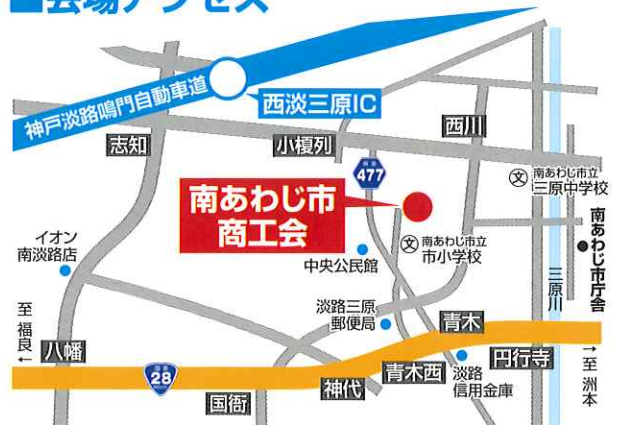 ■会場アクセス
神戸淡路鳴門自動車道
西淡三原IC
志知
小榎列
西川
477
南あわじ市立
三原中学校
南あわじ市
商工会
南あわじ市立
市小学校
中央公民館
イオン
南淡路店
南あわじ市庁舎
三原川
淡路三原
郵便局
至 福良←
八幡
国道
28
国衙
神代
青木西
青木
淡路
信用金庫
円行寺
→至 洲本